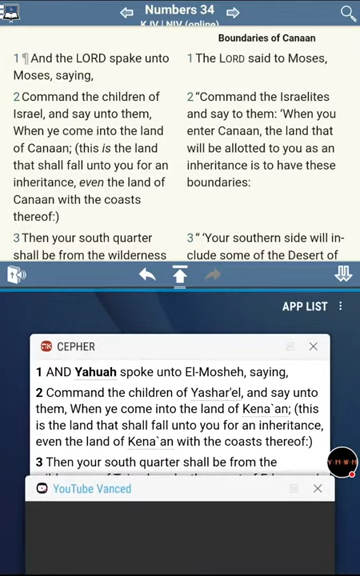 Numbers 34
KJV | NIV (online)
Boundaries of Canaan
1 ¶ And the LORD spake unto
Moses, saying,
2 Command the children of
Israel, and say unto them,
When ye come into the land
of Canaan; (this is the land
that shall fall unto you for an
inheritance, even the land of
Canaan with the coasts
thereof:)
3 Then your south quarter
shall be from the wilderness
1 The LORD said to Moses,
2 “Command the Israelites
and say to them: ‘When you
enter Canaan, the land that
will be allotted to you as an
inheritance is to have these
boundaries:
3 “ ‘Your southern side will in-
clude some of the Desert of
APP LIST
CEPHER
1 AND Yahuah spoke unto El-Mosheh, saying,
2 Command the children of Yashar'el, and say unto
them, When ye come into the land of Kena`an; (this
is the land that shall fall unto you for an inheritance,
even the land of Kena`an with the coasts thereof:)
3 Then your south quarter shall be from the
YouTube Vanced